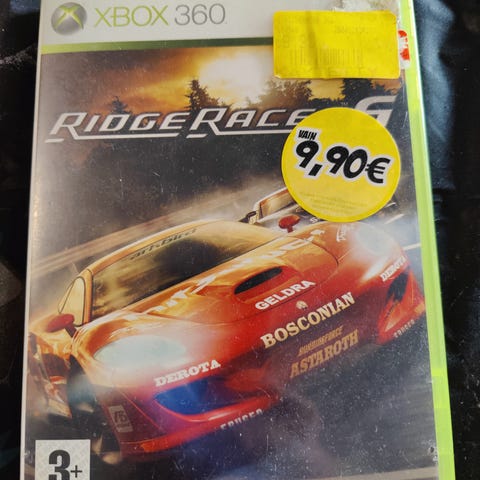 XBOX 360
RIDGE RACER 6
VAIN
9,90€
GELDRA
BOSCONIAN
DEROTA
ASTAROTH
DEROTA
3+